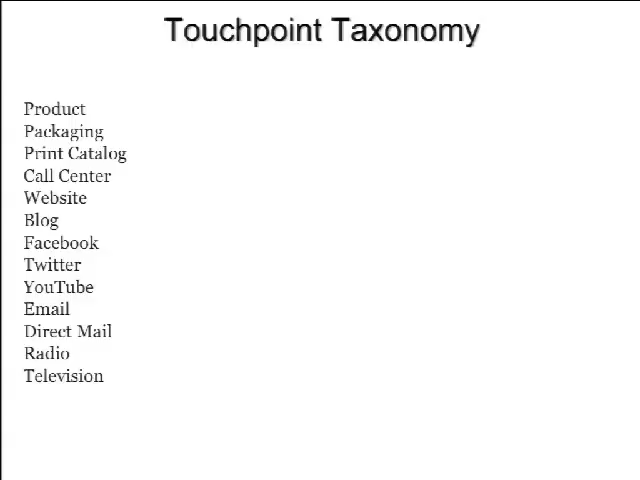 Touchpoint Taxonomy
Product
Packaging
Print Catalog
Call Center
Website
Blog
Facebook
Twitter
YouTube
Email
Direct Mail
Radio
Television